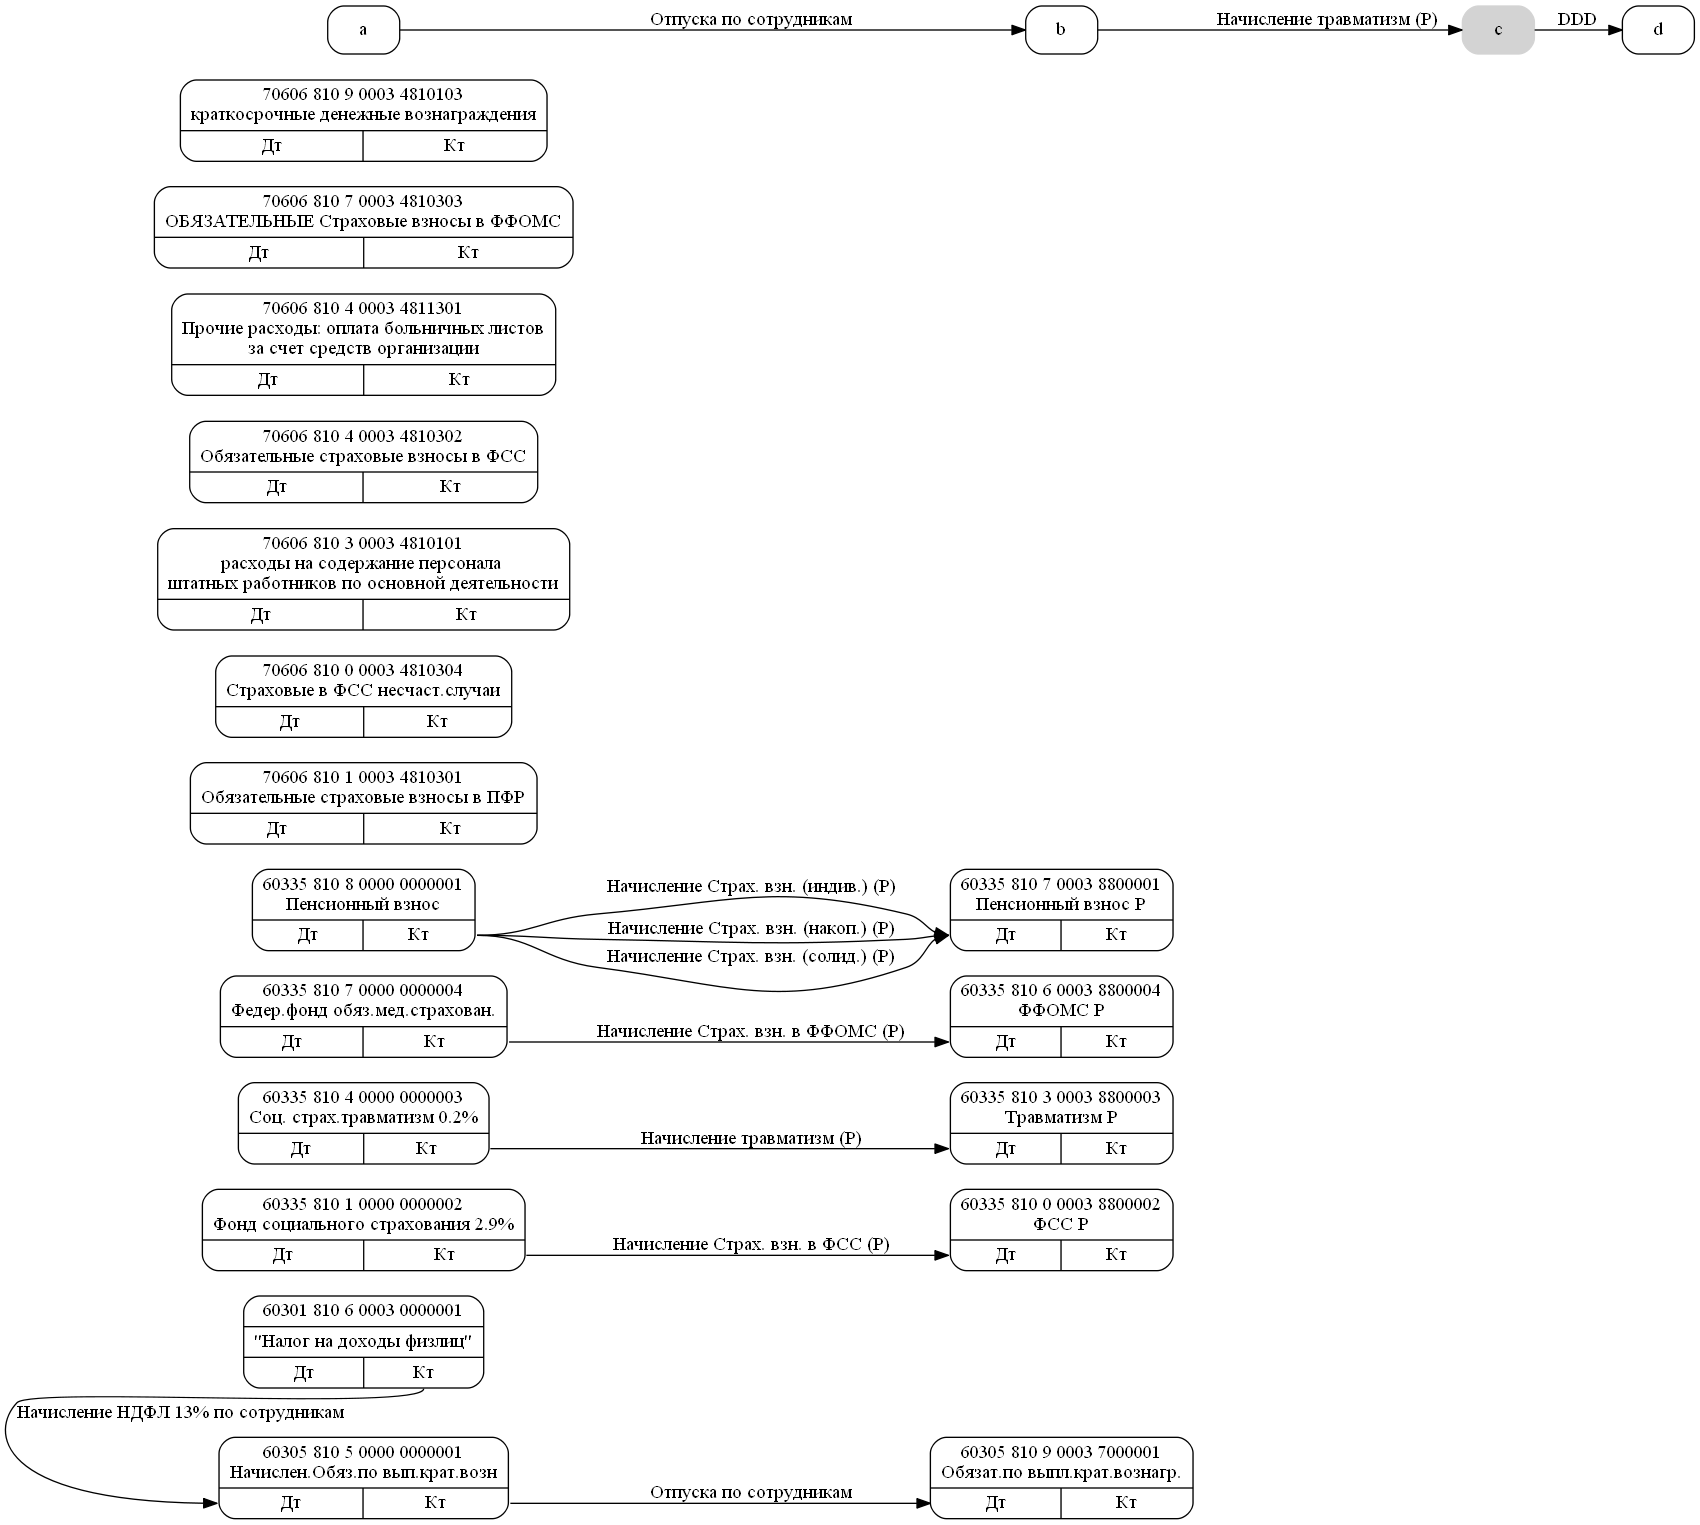 a
Отпуска по сотрудникам
b
Начисление травматизм (Р)
c
DDD
d
70606 810 9 0003 4810103
краткосрочные денежные вознаграждения
Дт
Кт
70606 810 7 0003 4810303
ОБЯЗАТЕЛЬНЫЕ Страховые взносы в ФФОМС
Дт
Кт
70606 810 4 0003 4811301
Прочие расходы: оплата больничных листов
за счет средств организации
Дт
Кт
70606 810 4 0003 4810302
Обязательные страховые взносы в ФСС
Дт
Кт
70606 810 3 0003 4810101
расходы на содержание персонала
штатных работников по основной деятельности
Дт
Кт
70606 810 0 0003 4810304
Страховые в ФСС несчаст.случаи
Дт
Кт
70606 810 1 0003 4810301
Обязательные страховые взносы в ПФР
Дт
Кт
60335 810 8 0000 0000001
Пенсионный взнос
Дт
Кт
Начисление Страх. взн. (индив.) (Р)
Начисление Страх. взн. (накоп.) (Р)
Начисление Страх. взн. (солид.) (Р)
60335 810 7 0003 8800001
Пенсионный взнос Р
Дт
Кт
60335 810 7 0000 0000004
Федер.фонд обяз.мед.страхован.
Дт
Кт
Начисление Страх. взн. в ФФОМС (Р)
60335 810 6 0003 8800004
ФФОМС Р
Дт
Кт
60335 810 4 0000 0000003
Соц. страх.травматизм 0.2%
Дт
Кт
Начисление травматизм (Р)
60335 810 3 0003 8800003
Травматизм Р
Дт
Кт
60335 810 1 0000 0000002
Фонд социального страхования 2.9%
Дт
Кт
Начисление Страх. взн. в ФСС (Р)
60335 810 0 0003 8800002
ФСС Р
Дт
Кт
60301 810 6 0003 0000001
"Налог на доходы физлиц"
Дт
Кт
Начисление НДФЛ 13% по сотрудникам
60305 810 5 0000 0000001
Начислен.Обяз.по вып.крат.возн
Дт
Кт
Отпуска по сотрудникам
60305 810 9 0003 7000001
Обязат.по выпл.крат.вознагр.
Дт
Кт